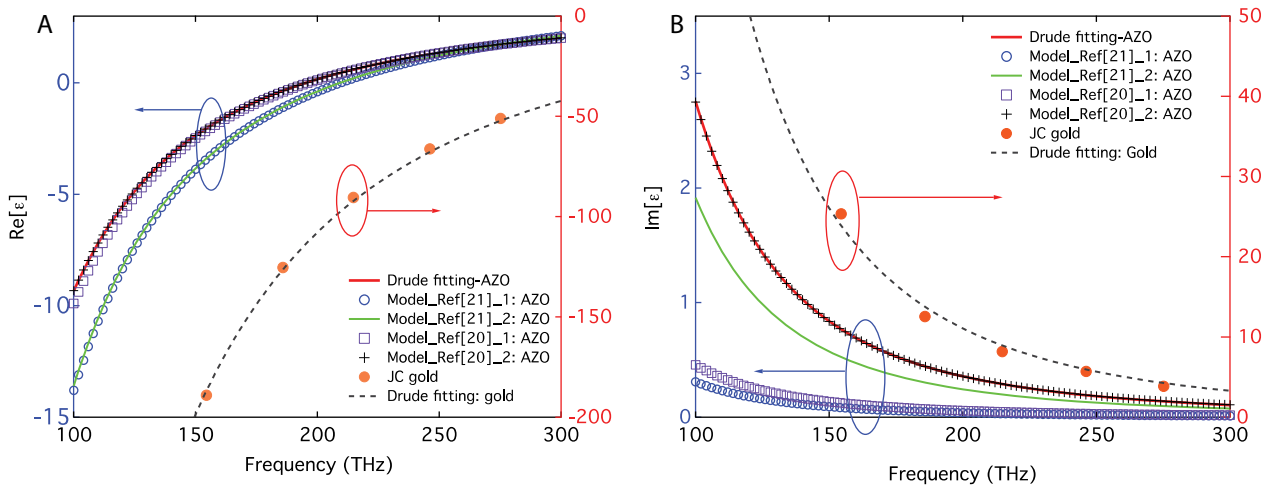 A
0
−5
−10
−15
Re[ε]
0
−50
−100
−150
−200
100
150
200
250
300
Frequency (THz)
Drude fitting-AZO
Model_Ref[21]_1: AZO
Model_Ref[21]_2: AZO
Model_Ref[20]_1: AZO
Model_Ref[20]_2: AZO
JC gold
Drude fitting: gold
B
3
2
1
0
Im[ε]
50
40
30
20
10
0
100
150
200
250
300
Frequency (THz)
Drude fitting-AZO
Model_Ref[21]_1: AZO
Model_Ref[21]_2: AZO
Model_Ref[20]_1: AZO
Model_Ref[20]_2: AZO
JC gold
Drude fitting: Gold